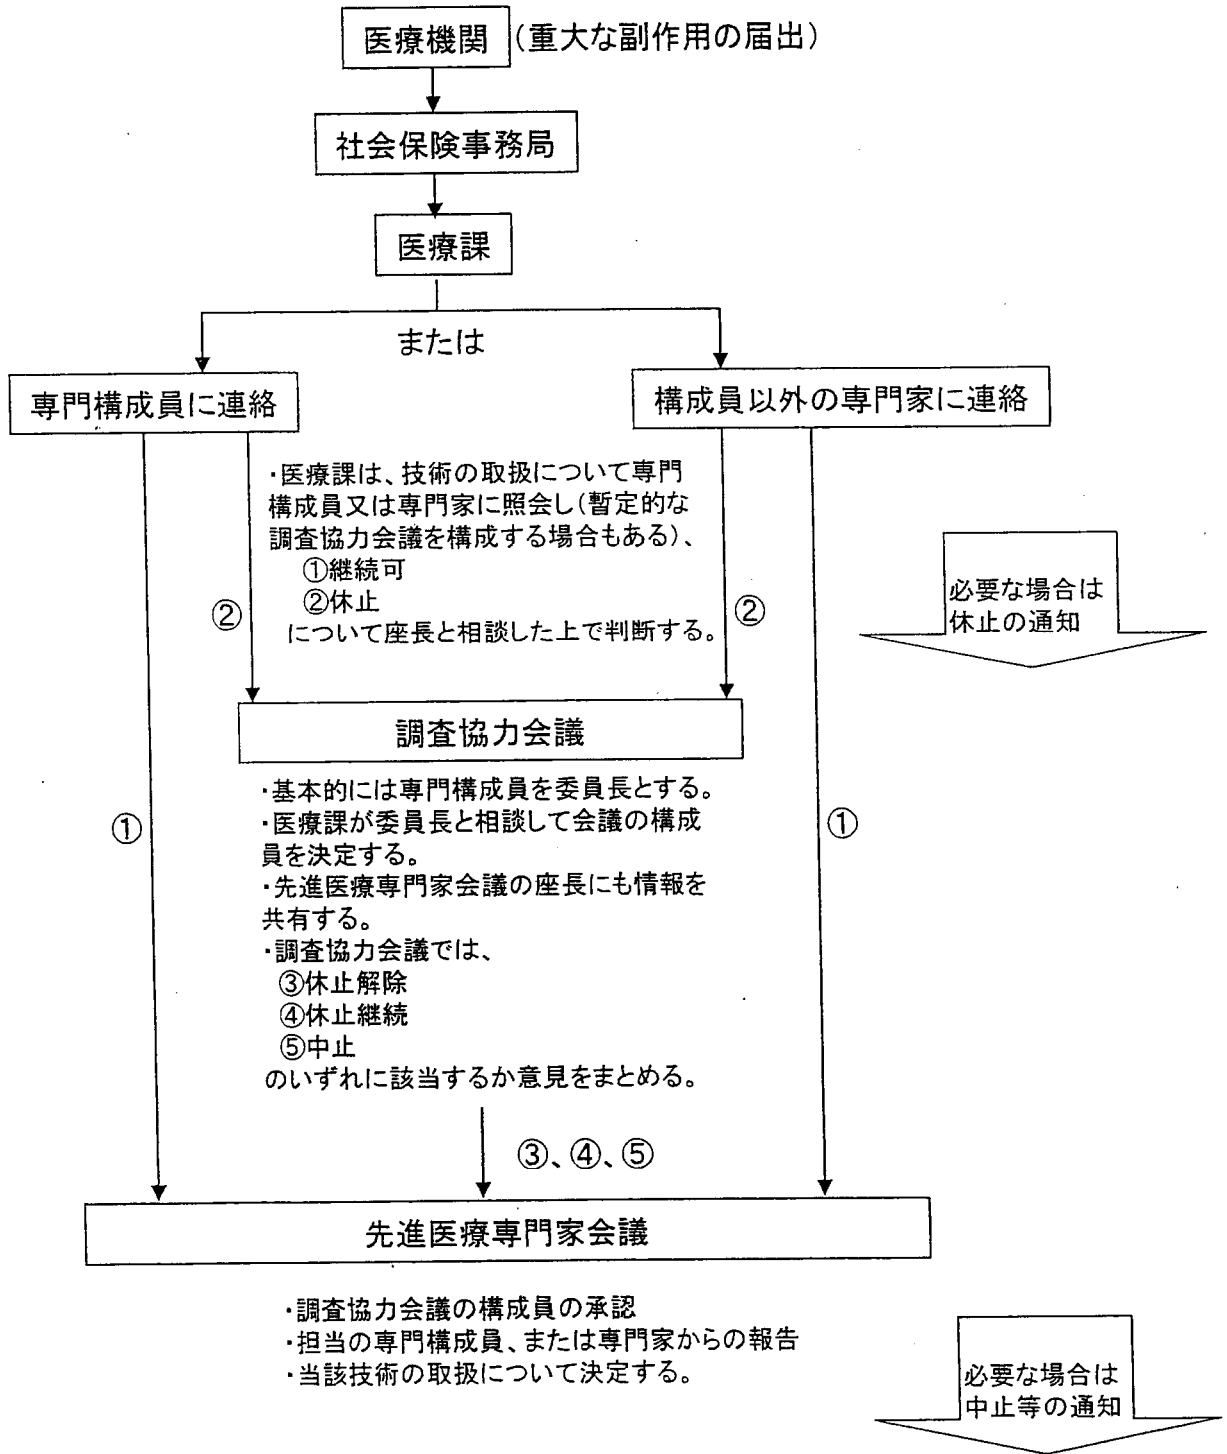 医療機関 (重大な副作用の届出)
社会保険事務局
医療課
または
専門構成員に連絡
構成員以外の専門家に連絡
・医療課は、技術の取扱について専門
構成員又は専門家に照会し(暫定的な
調査協力会議を構成する場合もある)、
①継続可
②休止
について座長と相談した上で判断する。
②
②
必要な場合は
休止の通知
調査協力会議
・基本的には専門構成員を委員長とする。
・医療課が委員長と相談して会議の構成
員を決定する。
・先進医療専門家会議の座長にも情報を
共有する。
・調査協力会議では、
③休止解除
④休止継続
⑤中止
のいずれに該当するか意見をまとめる。
①
①
③、④、⑤
先進医療専門家会議
・調査協力会議の構成員の承認
・担当の専門構成員、または専門家からの報告
・当該技術の取扱について決定する。
必要な場合は
中止等の通知